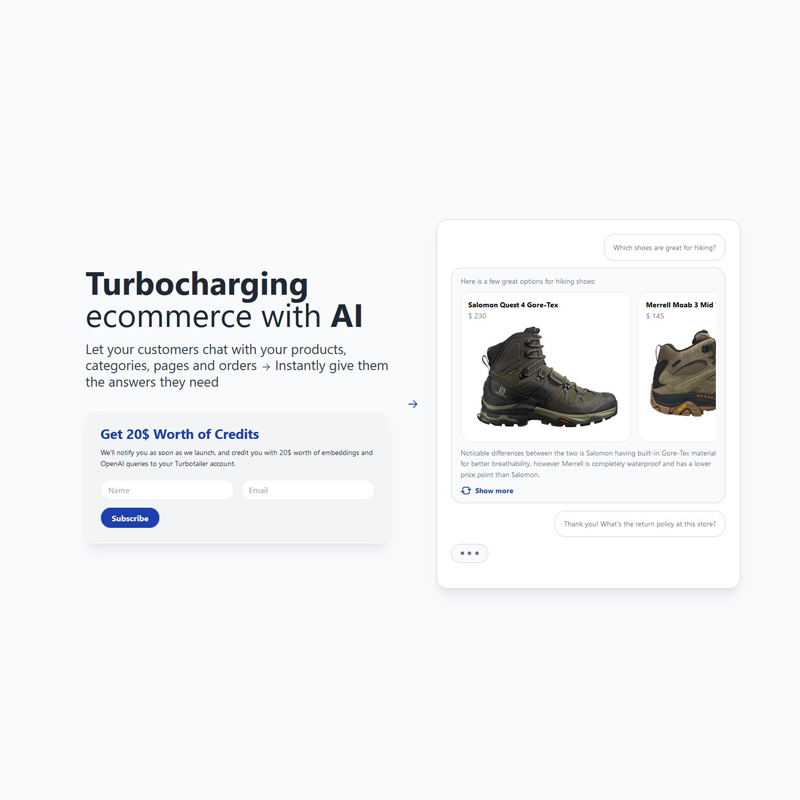 Turbocharging
ecommerce with AI
Let your customers chat with your products,
categories, pages and orders → Instantly give them
the answers they need
Get 20$ Worth of Credits
We'll notify you as soon as we launch, and credit you with 20$ worth of embeddings and
OpenAI queries to your Turbotailer account.
Name
Email
Subscribe
→
Which shoes are great for hiking?
Here is a few great options for hiking shoes:
Salomon Quest 4 Gore-Tex
$ 230
Merrell Moab 3 Mid
$ 145
Noticable differences between the two is Salomon having built-in Gore-Tex material
for better breathability, however Merrell is completely waterproof and has a lower
price point than Salomon.
Show more
Thank you! What's the return policy at this store?